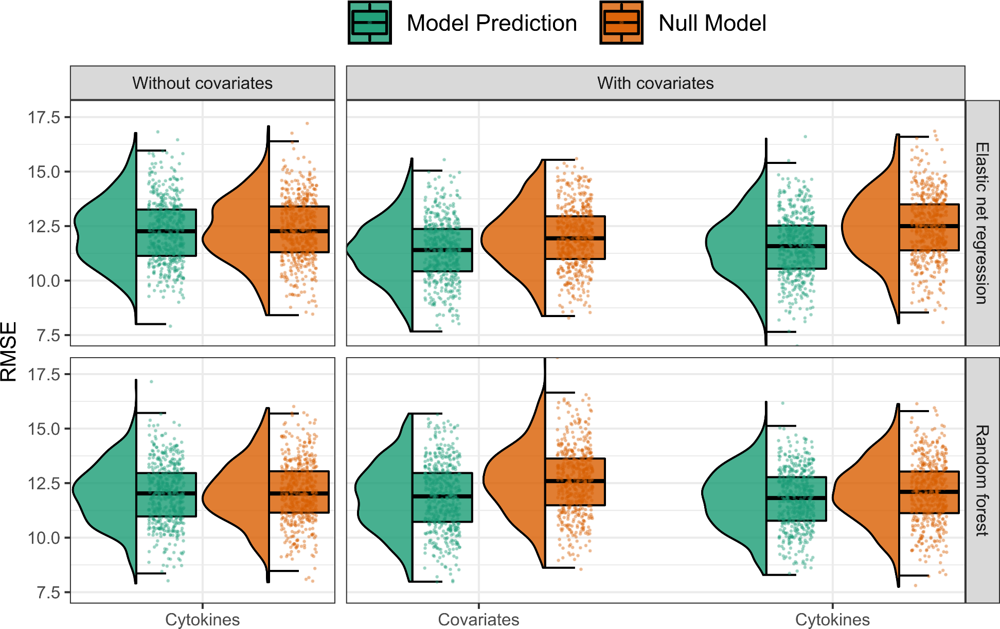 Model Prediction
Null Model
Without covariates
With covariates
17.5
15.0
12.5
10.0
7.5
Elastic net regression
RMSE
17.5
15.0
12.5
10.0
7.5
Random forest
Cytokines
Covariates
Cytokines